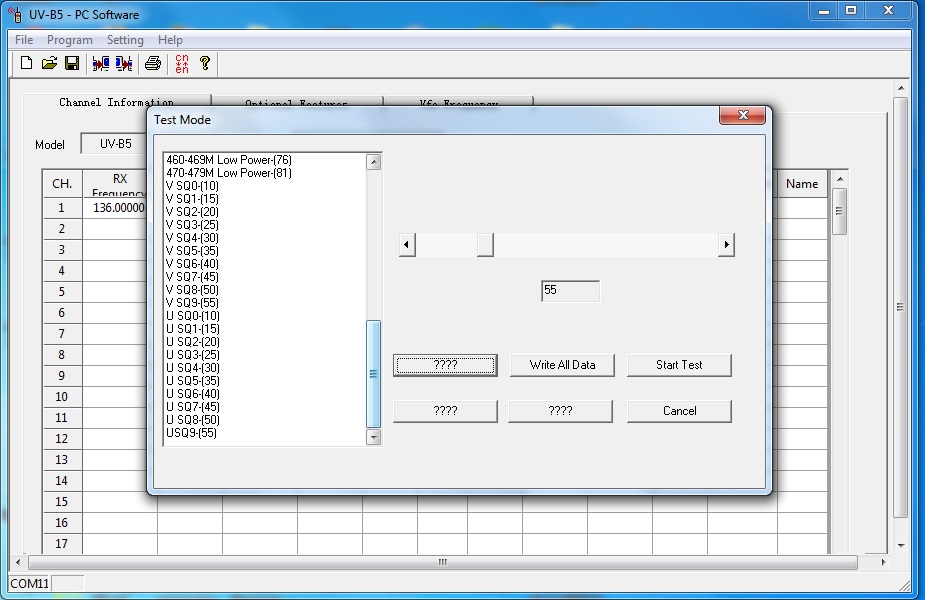 UV-B5 - PC Software
File Program Setting Help
cn
en
Channel Information
Test Mode
Model UV-B5
460-469M Low Power-(76)
470-479M Low Power-(81)
V SQ0-(10)
V SQ1-(15)
V SQ2-(20)
V SQ3-(25)
V SQ4-(30)
V SQ5-(35)
V SQ6-(40)
V SQ7-(45)
V SQ8-(50)
V SQ9-(55)
U SQ0-(10)
U SQ1-(15)
U SQ2-(20)
U SQ3-(25)
U SQ4-(30)
U SQ5-(35)
U SQ6-(40)
U SQ7-(45)
U SQ8-(50)
USQ9-(55)
55
???? Write All Data Start Test
???? ???? Cancel
CH. RX Frequency Name
1 136.00000
2
3
4
5
6
7
8
9
10
11
12
13
14
15
16
17
COM11